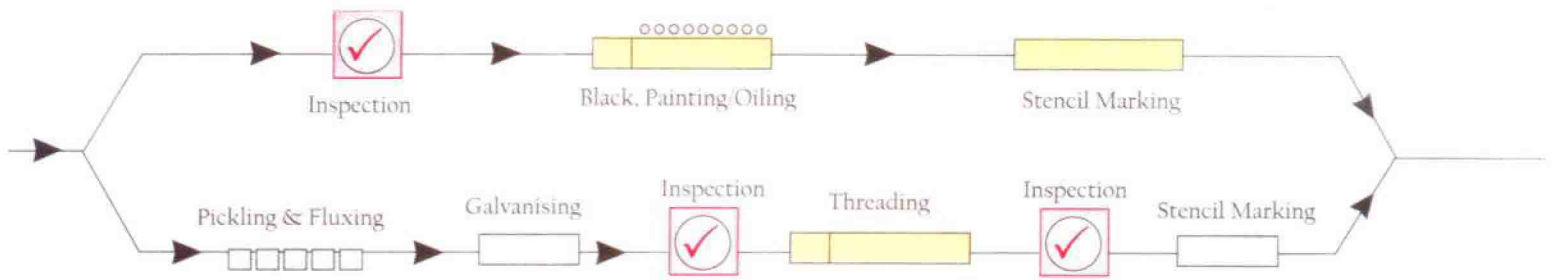 Inspection
Black, Painting/Oiling
Stencil Marking
Pickling & Fluxing
Galvanising
Inspection
Threading
Inspection
Stencil Marking